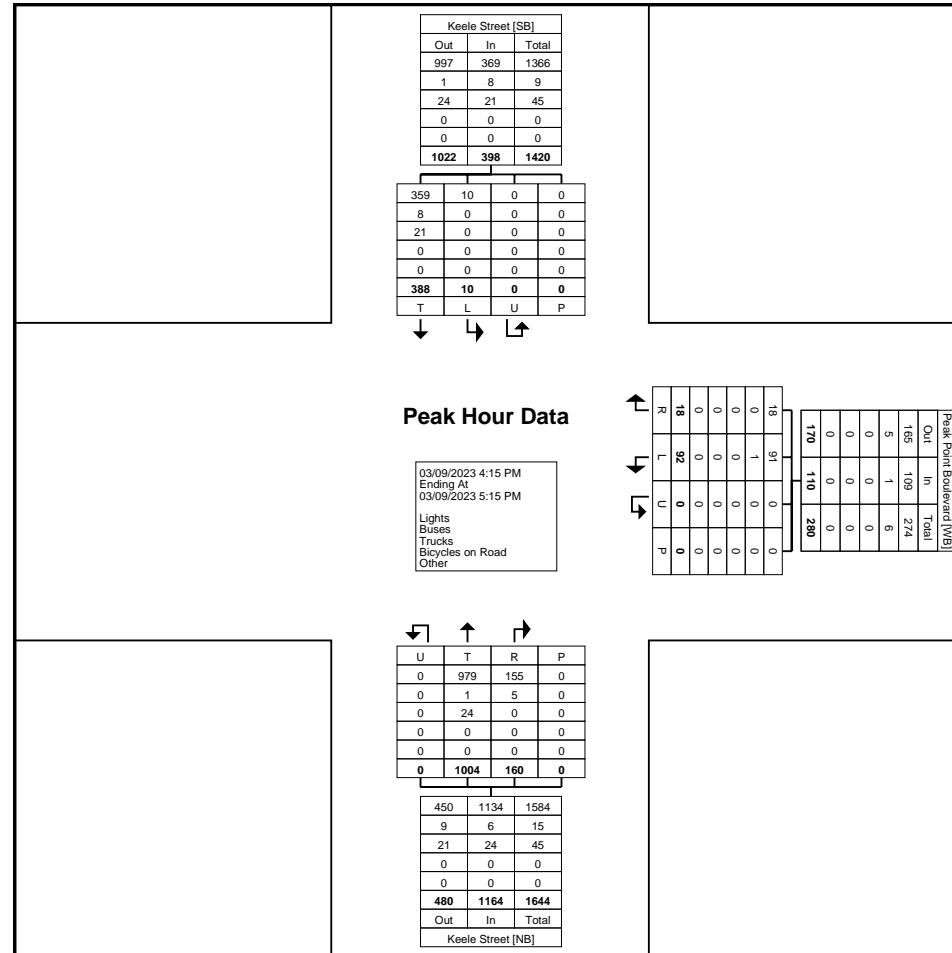 Keele Street [SB]
Out In Total
997 369 1366
1 8 9
24 21 45
0 0 0
0 0 0
1022 398 1420
359 10 0 0
8 0 0 0
21 0 0 0
0 0 0 0
0 0 0 0
388 10 0 0
T L U P
Peak Hour Data
03/09/2023 4:15 PM
Ending At
03/09/2023 5:15 PM
Lights
Buses
Trucks
Bicycles on Road
Other
Peak Point Boulevard [WB]
Out In Total
165 109 274
5 1 6
0 0 0
0 0 0
0 0 0
170 110 280
18 91 0 0
0 1 0 0
0 0 0 0
0 0 0 0
0 0 0 0
18 92 0 0
R L U P
U T R P
0 979 155 0
0 1 5 0
0 24 0 0
0 0 0 0
0 0 0 0
0 1004 160 0
450 1134 1584
9 6 15
21 24 45
0 0 0
0 0 0
480 1164 1644
Out In Total
Keele Street [NB]